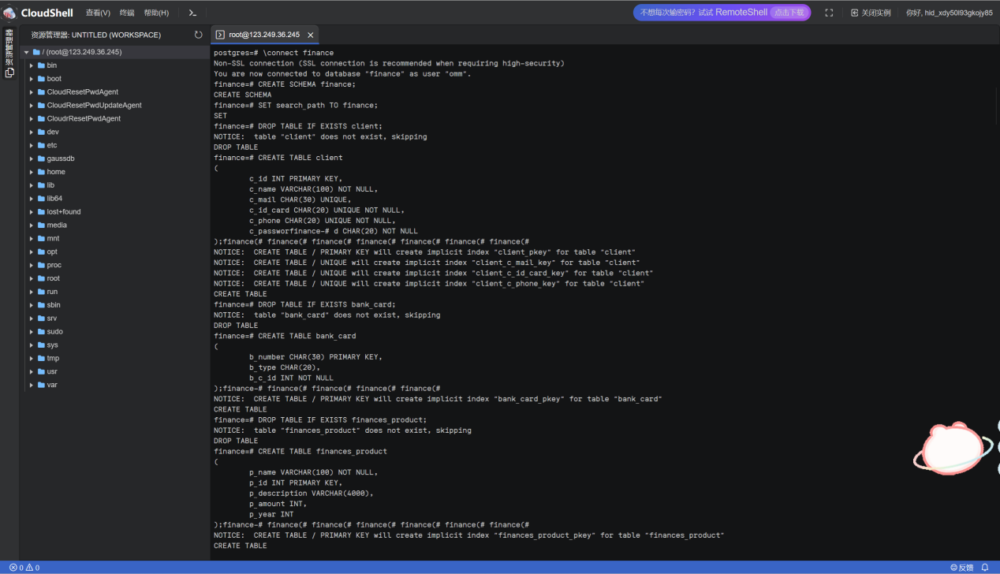 CloudShell 查看(V) 终端 帮助(H) 不想每次输密码? 试试 RemoteShell 点击下载 关闭实例 你好, hid_xdy50l93gkojy85
资源管理器
资源管理器: UNTITLED (WORKSPACE)
/ (root@123.249.36.245)
bin
boot
CloudResetPwdAgent
CloudResetPwdUpdateAgent
CloudrResetPwdAgent
dev
etc
gaussdb
home
lib
lib64
lost+found
media
mnt
opt
proc
root
run
sbin
srv
sudo
sys
tmp
usr
var
root@123.249.36.245
postgres=# \connect finance
Non-SSL connection (SSL connection is recommended when requiring high-security)
You are now connected to database "finance" as user "omm".
finance=# CREATE SCHEMA finance;
CREATE SCHEMA
finance=# SET search_path TO finance;
SET
finance=# DROP TABLE IF EXISTS client;
NOTICE:  table "client" does not exist, skipping
DROP TABLE
finance=# CREATE TABLE client
(
        c_id INT PRIMARY KEY,
        c_name VARCHAR(100) NOT NULL,
        c_mail CHAR(30) UNIQUE,
        c_id_card CHAR(20) UNIQUE NOT NULL,
        c_phone CHAR(20) UNIQUE NOT NULL,
        c_passworfinance-# d CHAR(20) NOT NULL
);finance(# finance(# finance(# finance(# finance(# finance(# finance(#
NOTICE:  CREATE TABLE / PRIMARY KEY will create implicit index "client_pkey" for table "client"
NOTICE:  CREATE TABLE / UNIQUE will create implicit index "client_c_mail_key" for table "client"
NOTICE:  CREATE TABLE / UNIQUE will create implicit index "client_c_id_card_key" for table "client"
NOTICE:  CREATE TABLE / UNIQUE will create implicit index "client_c_phone_key" for table "client"
CREATE TABLE
finance=# DROP TABLE IF EXISTS bank_card;
NOTICE:  table "bank_card" does not exist, skipping
DROP TABLE
finance=# CREATE TABLE bank_card
(
        b_number CHAR(30) PRIMARY KEY,
        b_type CHAR(20),
        b_c_id INT NOT NULL
);finance-# finance(# finance(# finance(# finance(#
NOTICE:  CREATE TABLE / PRIMARY KEY will create implicit index "bank_card_pkey" for table "bank_card"
CREATE TABLE
finance=# DROP TABLE IF EXISTS finances_product;
NOTICE:  table "finances_product" does not exist, skipping
DROP TABLE
finance=# CREATE TABLE finances_product
(
        p_name VARCHAR(100) NOT NULL,
        p_id INT PRIMARY KEY,
        p_description VARCHAR(4000),
        p_amount INT,
        p_year INT
);finance-# finance(# finance(# finance(# finance(# finance(# finance(#
NOTICE:  CREATE TABLE / PRIMARY KEY will create implicit index "finances_product_pkey" for table "finances_product"
CREATE TABLE
0 0 反馈